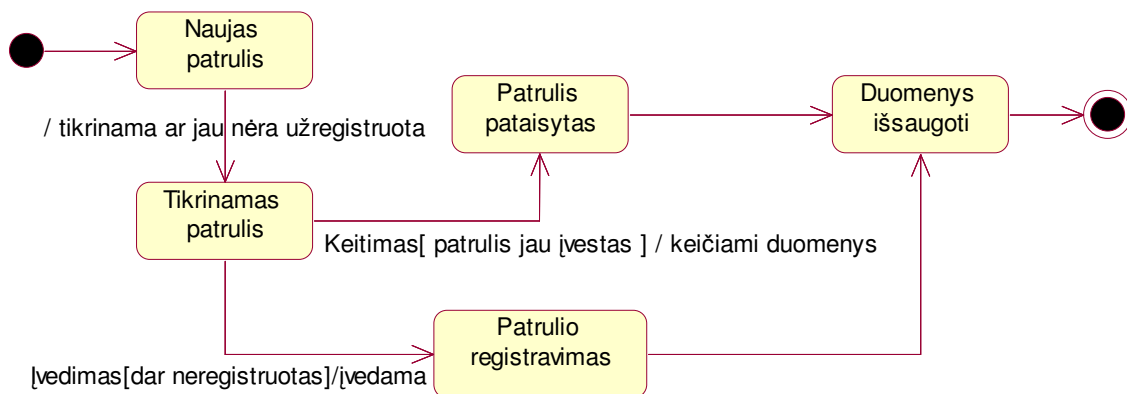 Naujas
patrulis
/ tikrinama ar jau nėra užregistruota
Patrulis
pataisytas
Duomenys
išsaugoti
Tikrinamas
patrulis
Keitimas[ patrulis jau įvestas ] / keičiami duomenys
Patrulio
registravimas
Įvedimas[dar neregistruotas]/įvedama